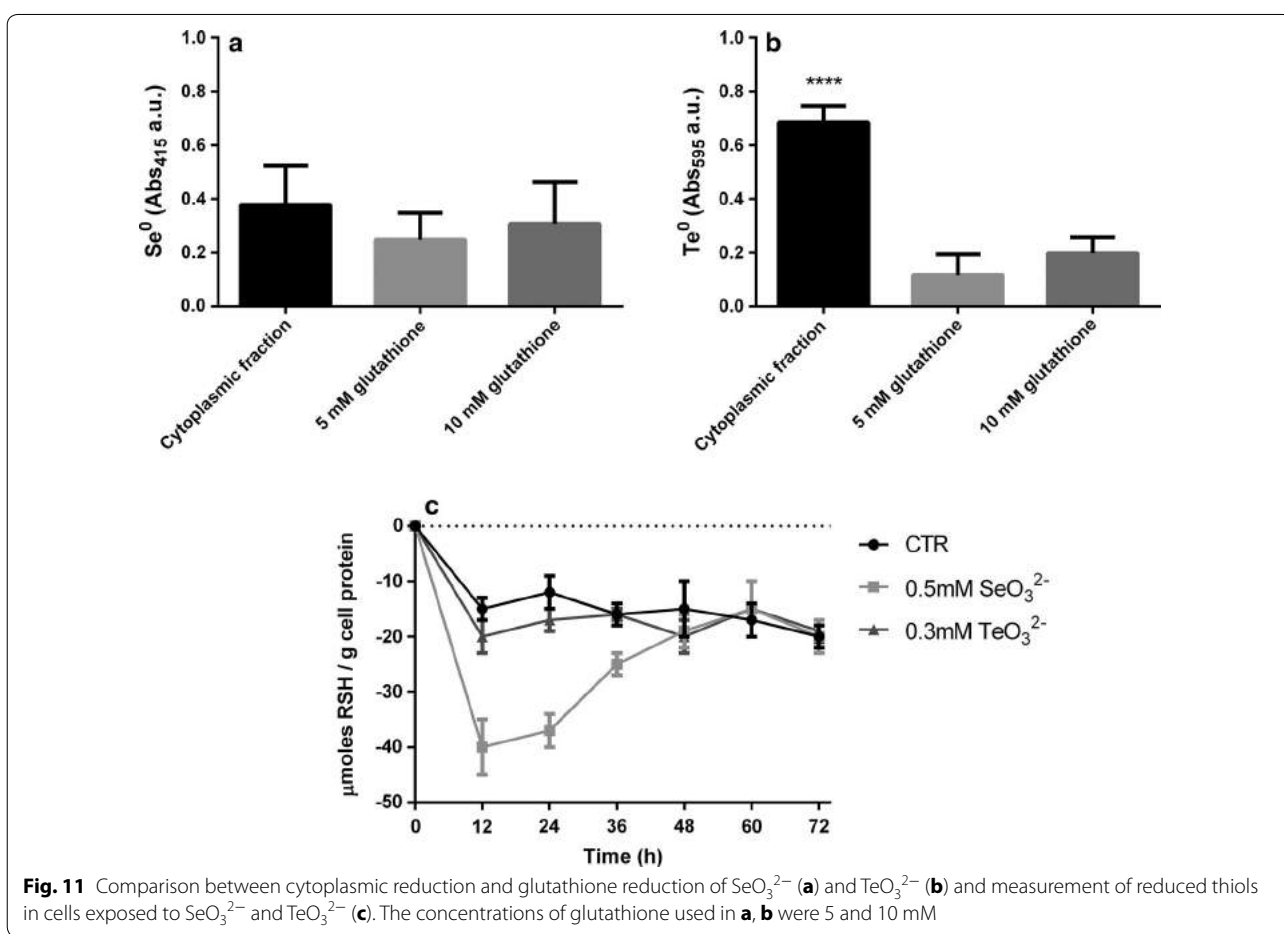 a
1.0
0.8
0.6
0.4
0.2
0.0
Se⁰ (Abs₄₁₅ a.u.)
Cytoplasmic fraction
5 mM glutathione
10 mM glutathione
b
1.0
0.8
0.6
0.4
0.2
0.0
Te⁰ (Abs₅₉₅ a.u.)
****
Cytoplasmic fraction
5 mM glutathione
10 mM glutathione
c
0
-10
-20
-30
-40
-50
μmoles RSH / g cell protein
0 12 24 36 48 60 72
Time (h)
CTR
0.5mM SeO₃²⁻
0.3mM TeO₃²⁻
Fig. 11 Comparison between cytoplasmic reduction and glutathione reduction of SeO₃²⁻ (a) and TeO₃²⁻ (b) and measurement of reduced thiols
in cells exposed to SeO₃²⁻ and TeO₃²⁻ (c). The concentrations of glutathione used in a, b were 5 and 10 mM